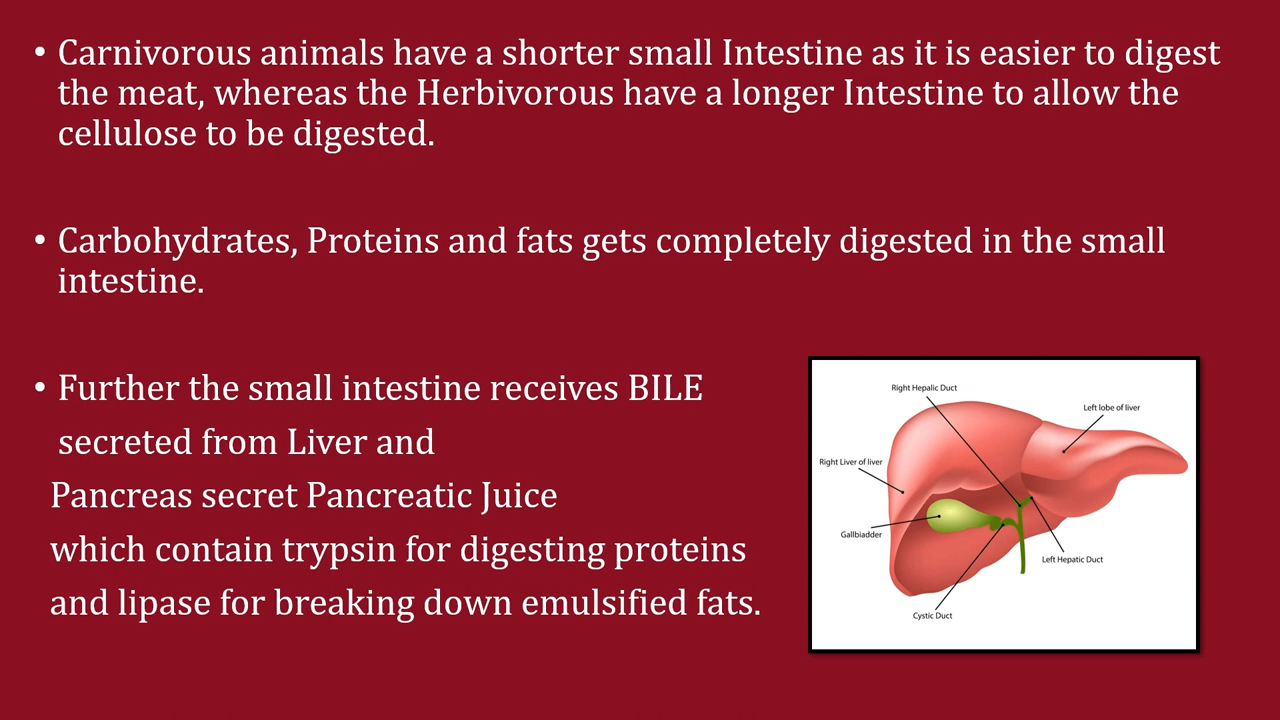 • Carnivorous animals have a shorter small Intestine as it is easier to digest
the meat, whereas the Herbivorous have a longer Intestine to allow the
cellulose to be digested.
• Carbohydrates, Proteins and fats gets completely digested in the small
intestine.
• Further the small intestine receives BILE
secreted from Liver and
Pancreas secret Pancreatic Juice
which contain trypsin for digesting proteins
and lipase for breaking down emulsified fats.
Right Hepalic Duct
Left lobe of liver
Right Liver of liver
Gallbiadder
Left Hepatic Duct
Cystic Duct